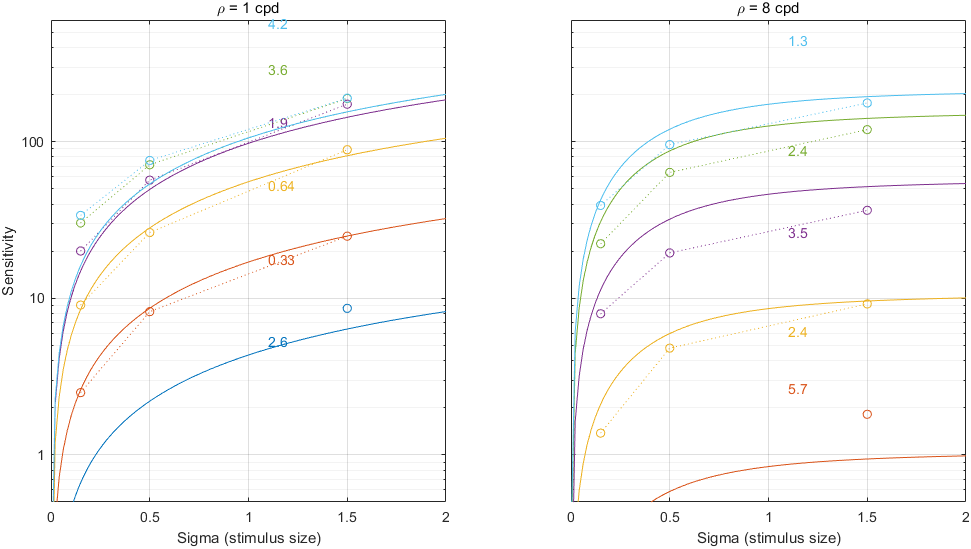 ρ = 1 cpd
4.2
3.6
1.9
0.64
0.33
2.6
100
10
1
Sensitivity
0 0.5 1 1.5 2
Sigma (stimulus size)
ρ = 8 cpd
1.3
2.4
3.5
2.4
5.7
0 0.5 1 1.5 2
Sigma (stimulus size)